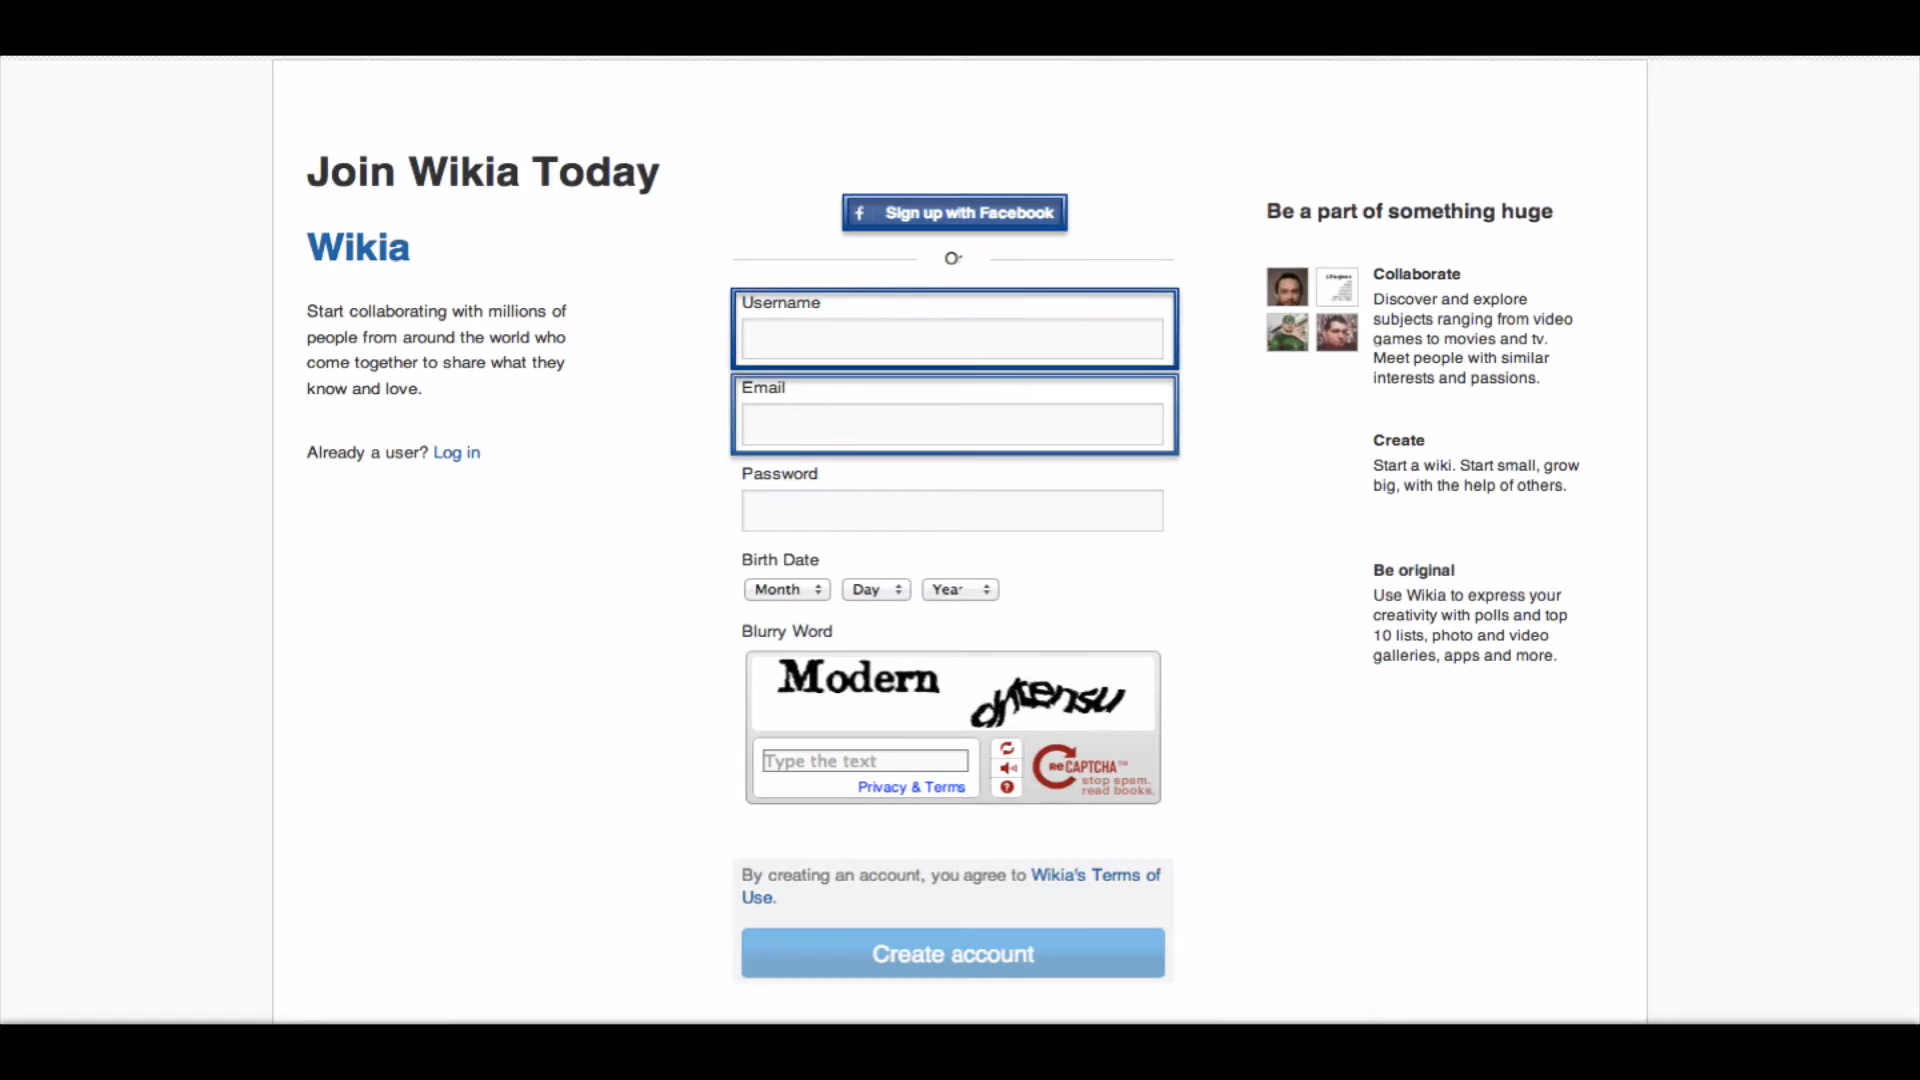 Join Wikia Today
Wikia
Start collaborating with millions of
people from around the world who
come together to share what they
know and love.
Already a user? Log in
f Sign up with Facebook
Or
Username
Email
Password
Birth Date
Month Day Year
Blurry Word
Modern
Type the text
Privacy & Terms
reCAPTCHA™
stop spam.
read books.
By creating an account, you agree to Wikia's Terms of
Use.
Create account
Be a part of something huge
Collaborate
Discover and explore
subjects ranging from video
games to movies and tv.
Meet people with similar
interests and passions.
Create
Start a wiki. Start small, grow
big, with the help of others.
Be original
Use Wikia to express your
creativity with polls and top
10 lists, photo and video
galleries, apps and more.